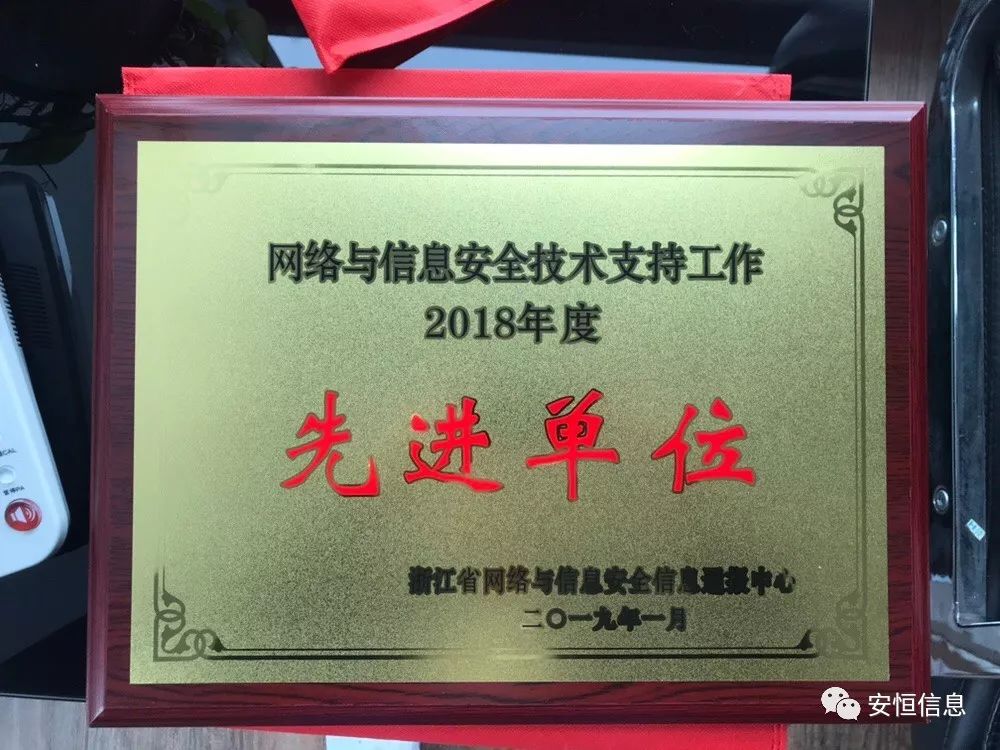 网络与信息安全技术支持工作
2018年度
先进单位
浙江省网络与信息安全信息通报中心
二〇一九年一月
安恒信息